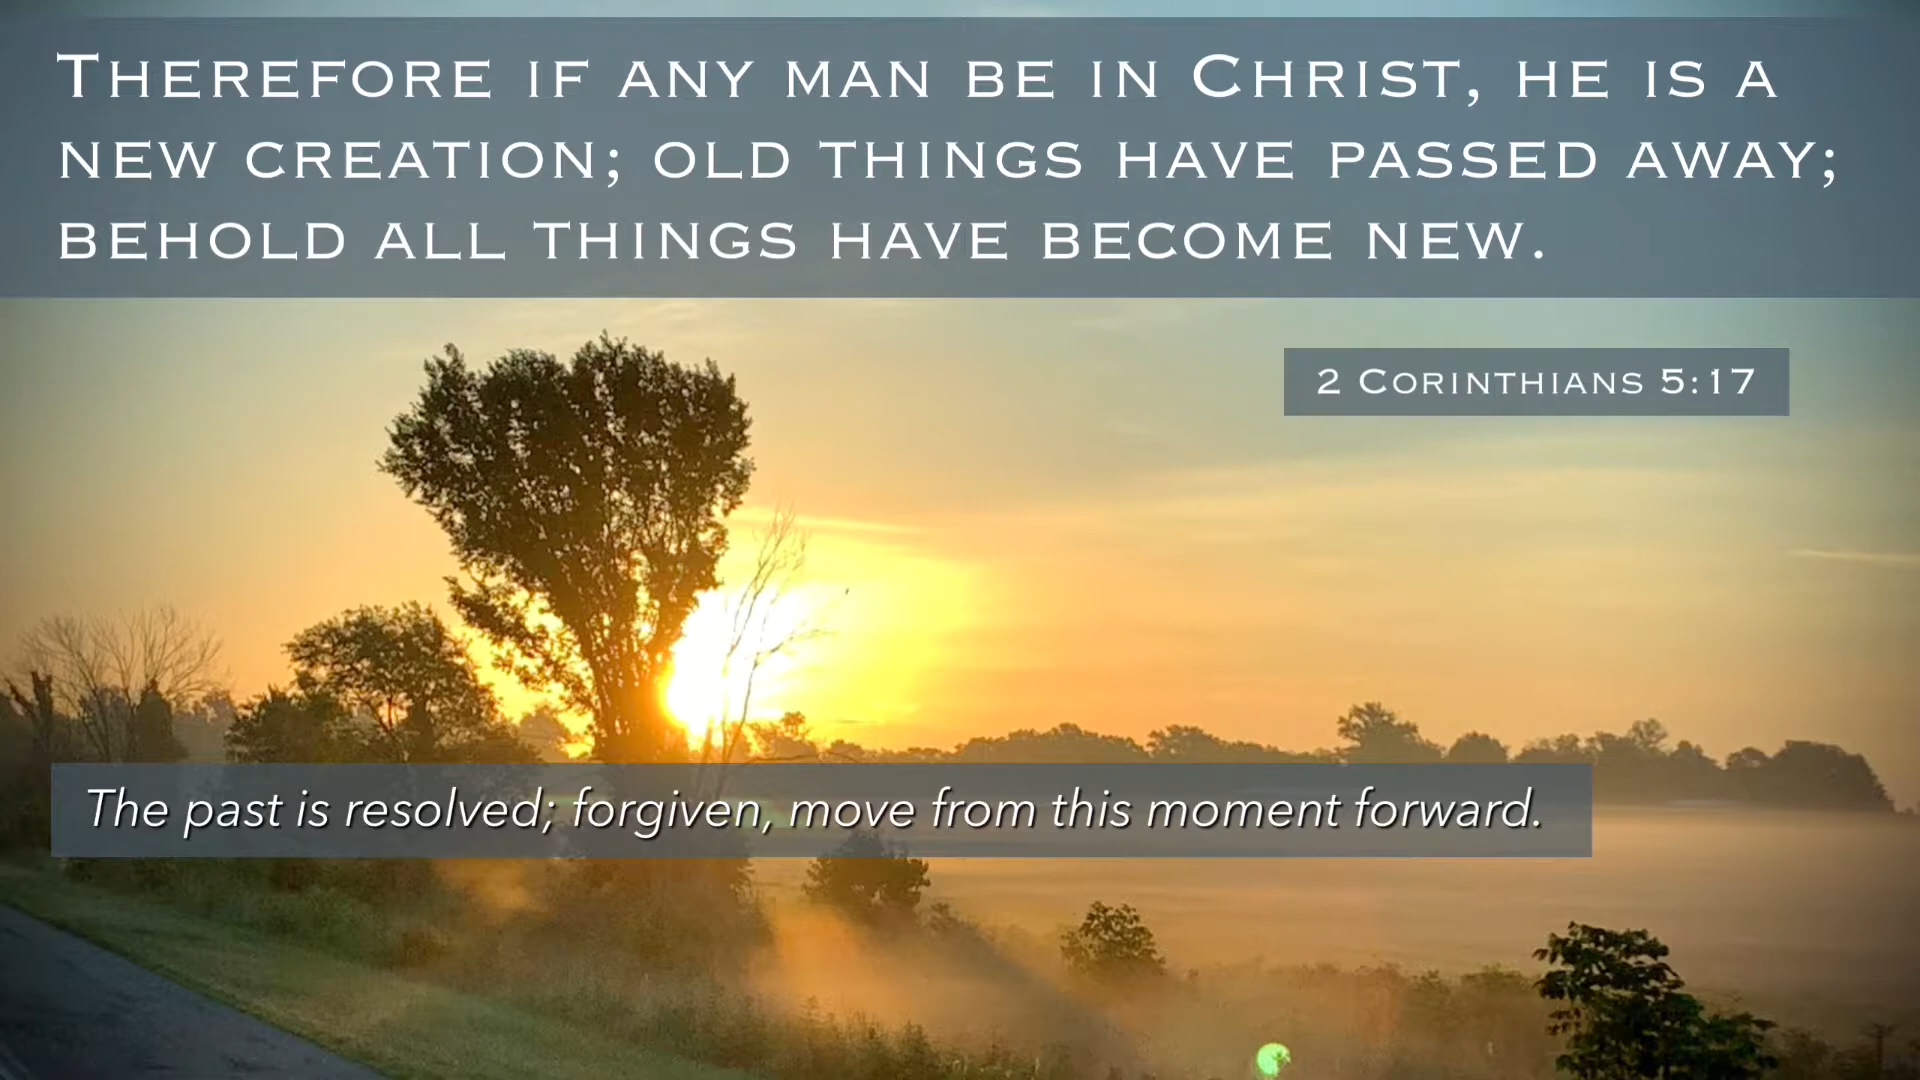 Therefore if any man be in Christ, he is a
new creation; old things have passed away;
behold all things have become new.
2 Corinthians 5:17
The past is resolved; forgiven, move from this moment forward.